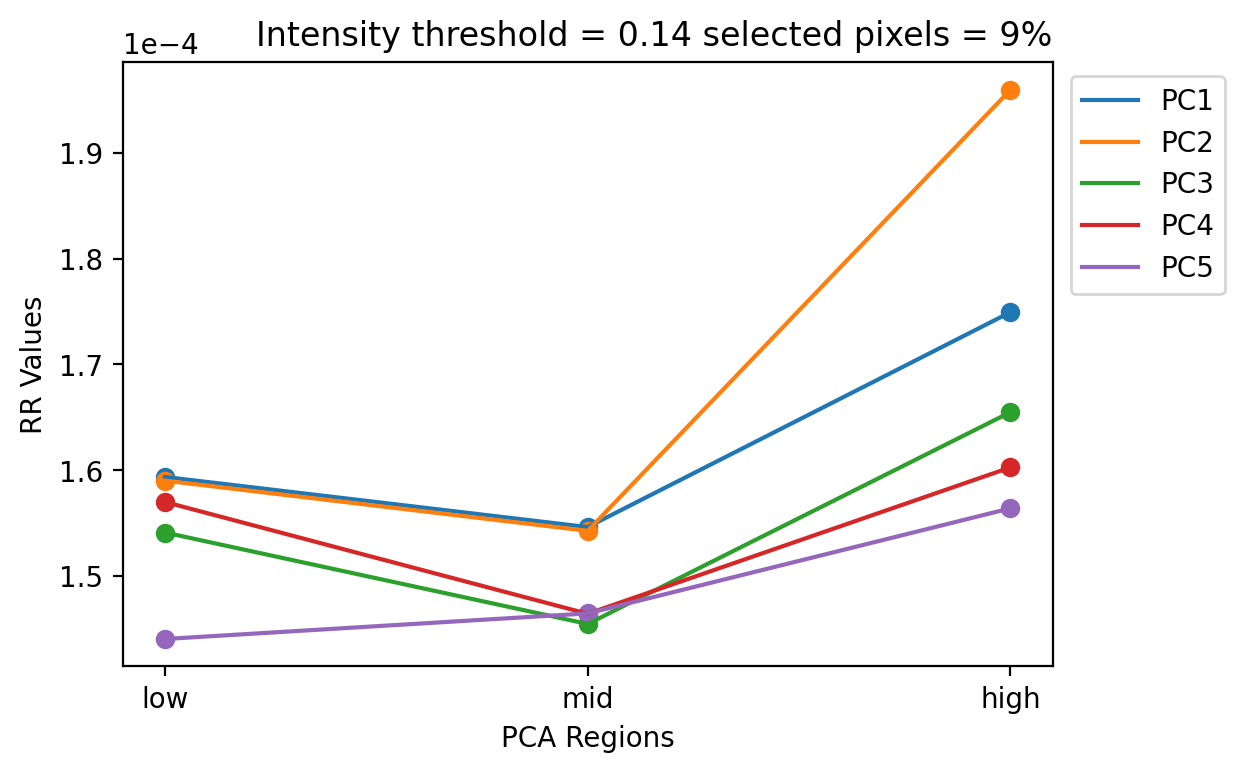 1e−4
Intensity threshold = 0.14 selected pixels = 9%
1.9
1.8
1.7
1.6
1.5
RR Values
low
mid
high
PCA Regions
PC1
PC2
PC3
PC4
PC5